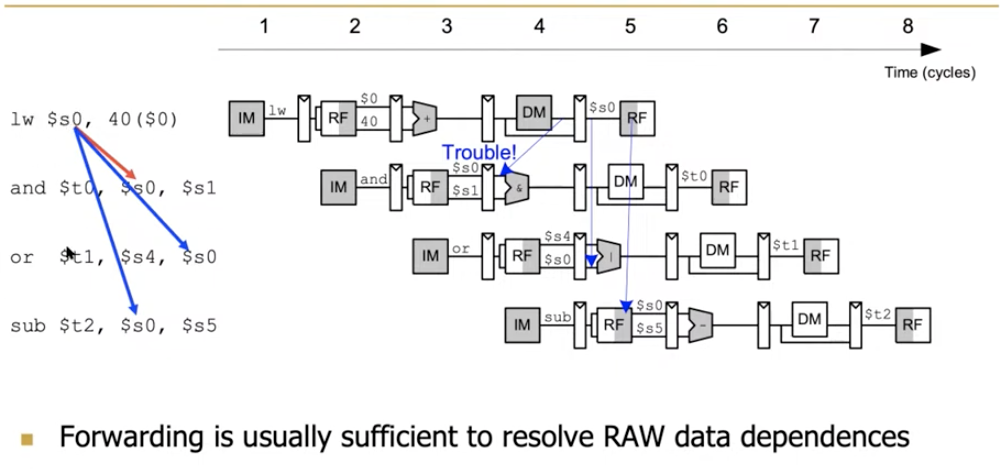 1 2 3 4 5 6 7 8
Time (cycles)
lw $s0, 40($0)
IM lw RF $0 40 + DM $s0 RF
Trouble!
and $t0, $s0, $s1
IM and RF $s0 $s1 & DM $t0 RF
or $t1, $s4, $s0
IM or RF $s4 $s0 | DM $t1 RF
sub $t2, $s0, $s5
IM sub RF $s0 $s5 - DM $t2 RF
Forwarding is usually sufficient to resolve RAW data dependences